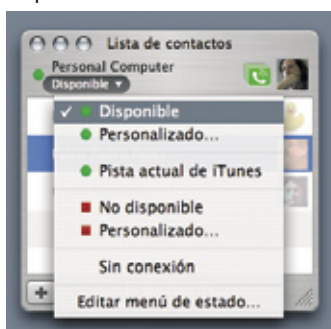 Lista de contactos
Personal Computer
Disponible
Disponible
Personalizado...
Pista actual de iTunes
No disponible
Personalizado...
Sin conexión
Editar menú de estado...